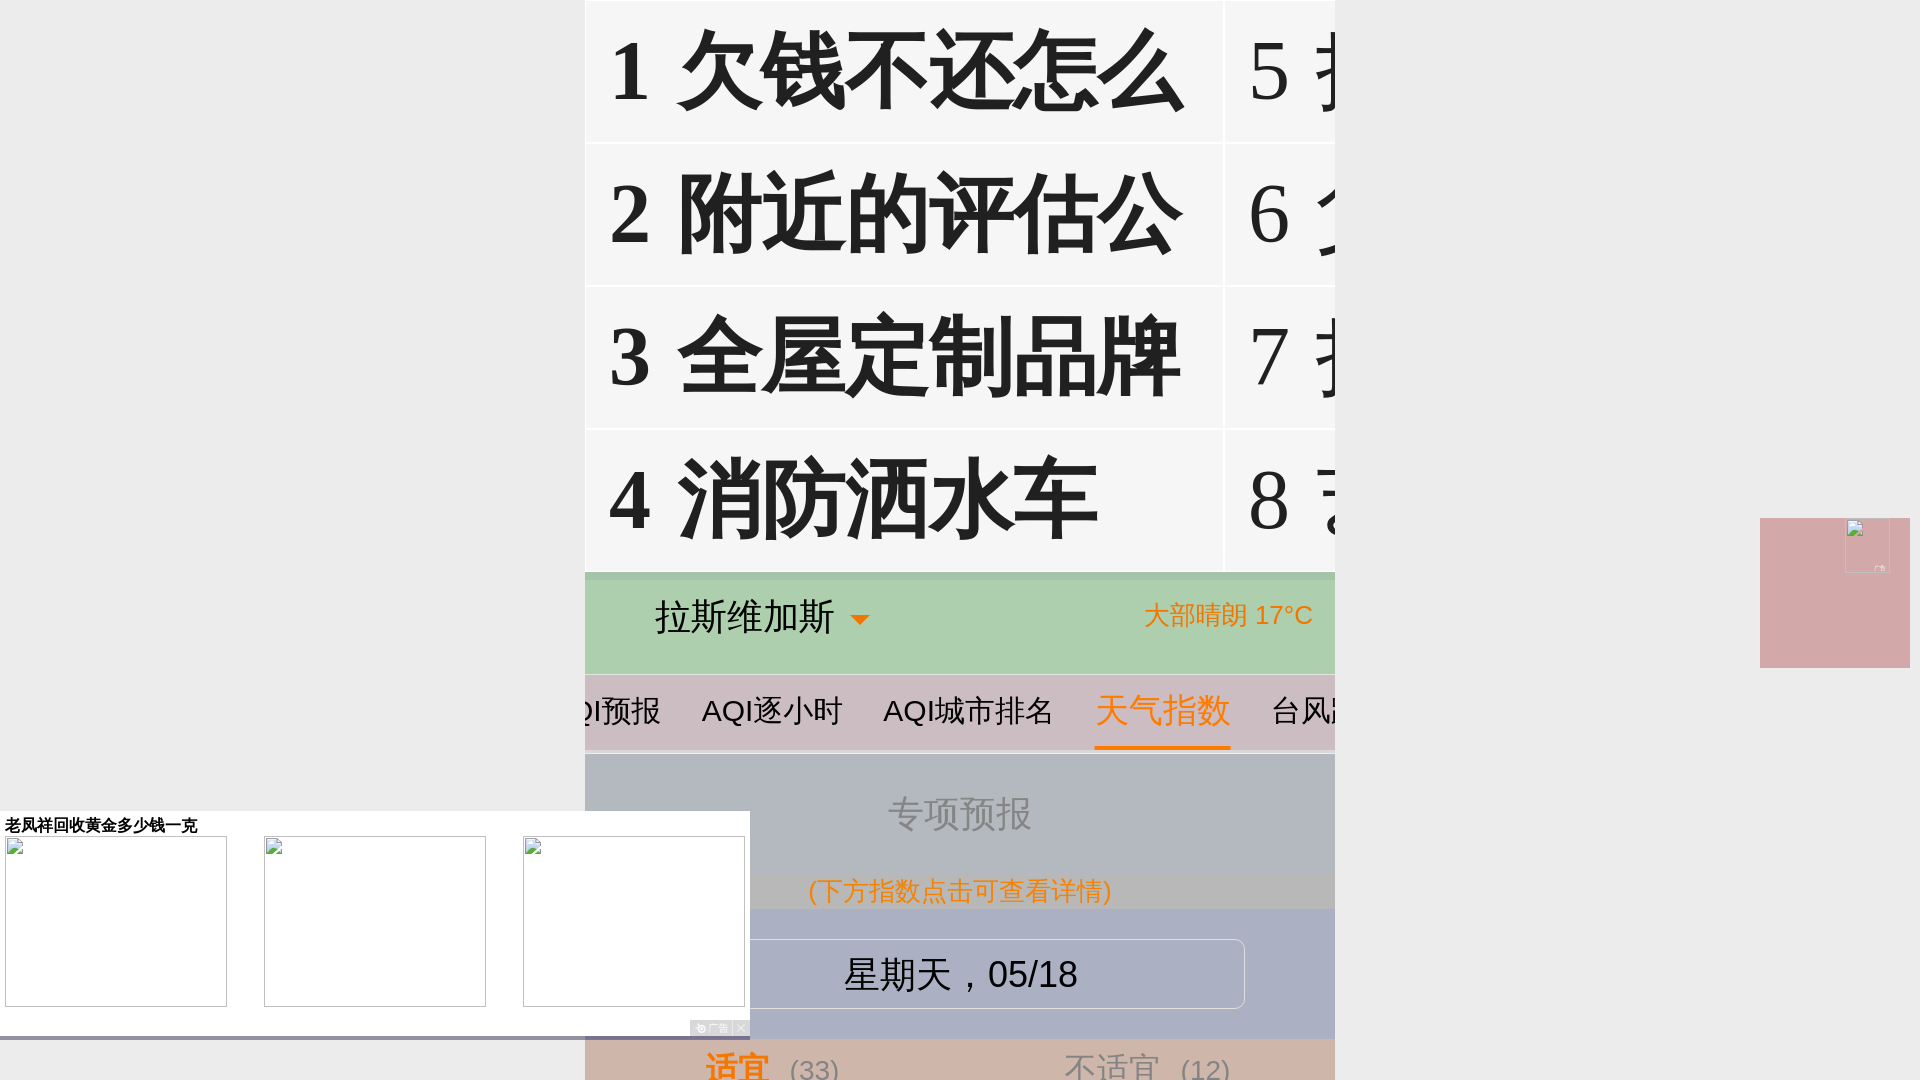 1 欠钱不还怎么
5
2 附近的评估公
6
3 全屋定制品牌
7
4 消防洒水车
8
拉斯维加斯
大部晴朗 17°C
QI预报 AQI逐小时 AQI城市排名 天气指数 台风
专项预报
(下方指数点击可查看详情)
星期天，05/18
适宜 (33)
不适宜 (12)
老凤祥回收黄金多少钱一克
广告
广告